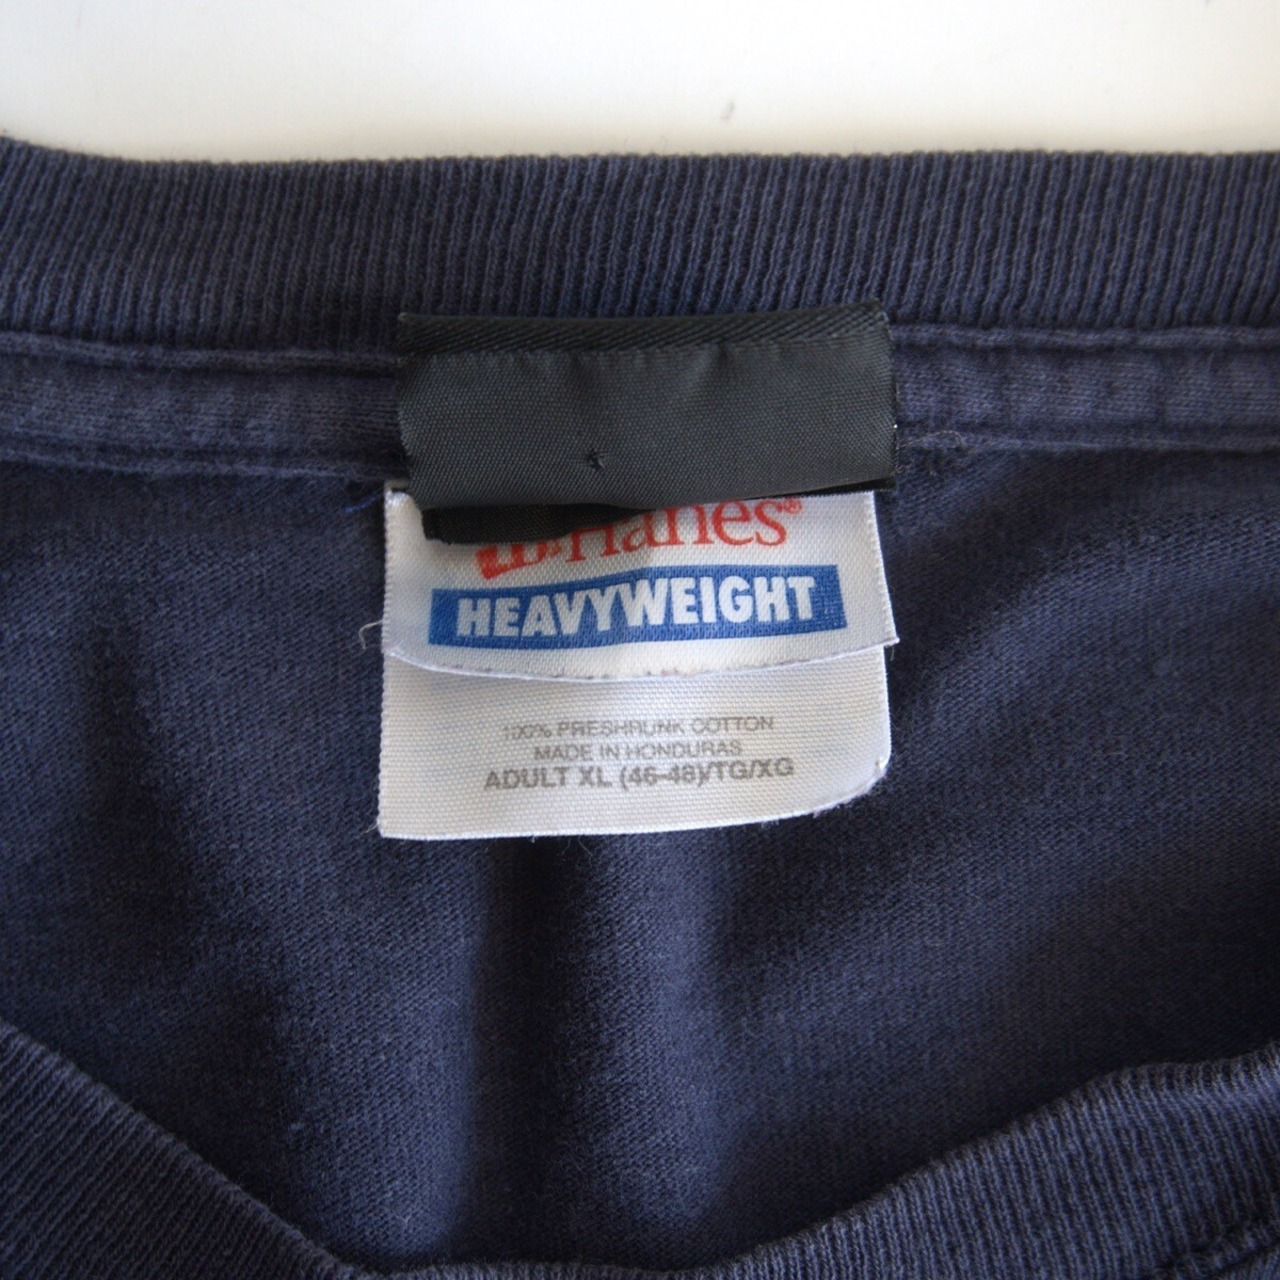 Hanes®
HEAVYWEIGHT
100% PRESHRUNK COTTON
MADE IN HONDURAS
ADULT XL (46-48)/TG/XG